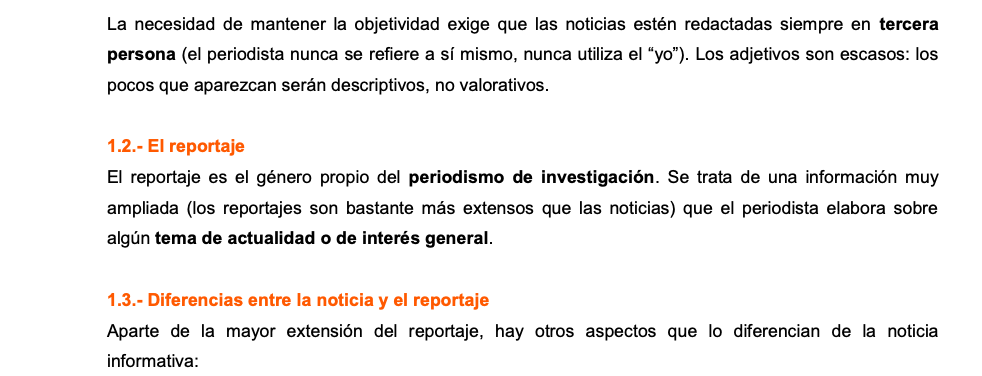 La necesidad de mantener la objetividad exige que las noticias estén redactadas siempre en tercera
persona (el periodista nunca se refiere a sí mismo, nunca utiliza el “yo”). Los adjetivos son escasos: los
pocos que aparezcan serán descriptivos, no valorativos.
1.2.- El reportaje
El reportaje es el género propio del periodismo de investigación. Se trata de una información muy
ampliada (los reportajes son bastante más extensos que las noticias) que el periodista elabora sobre
algún tema de actualidad o de interés general.
1.3.- Diferencias entre la noticia y el reportaje
Aparte de la mayor extensión del reportaje, hay otros aspectos que lo diferencian de la noticia
informativa: